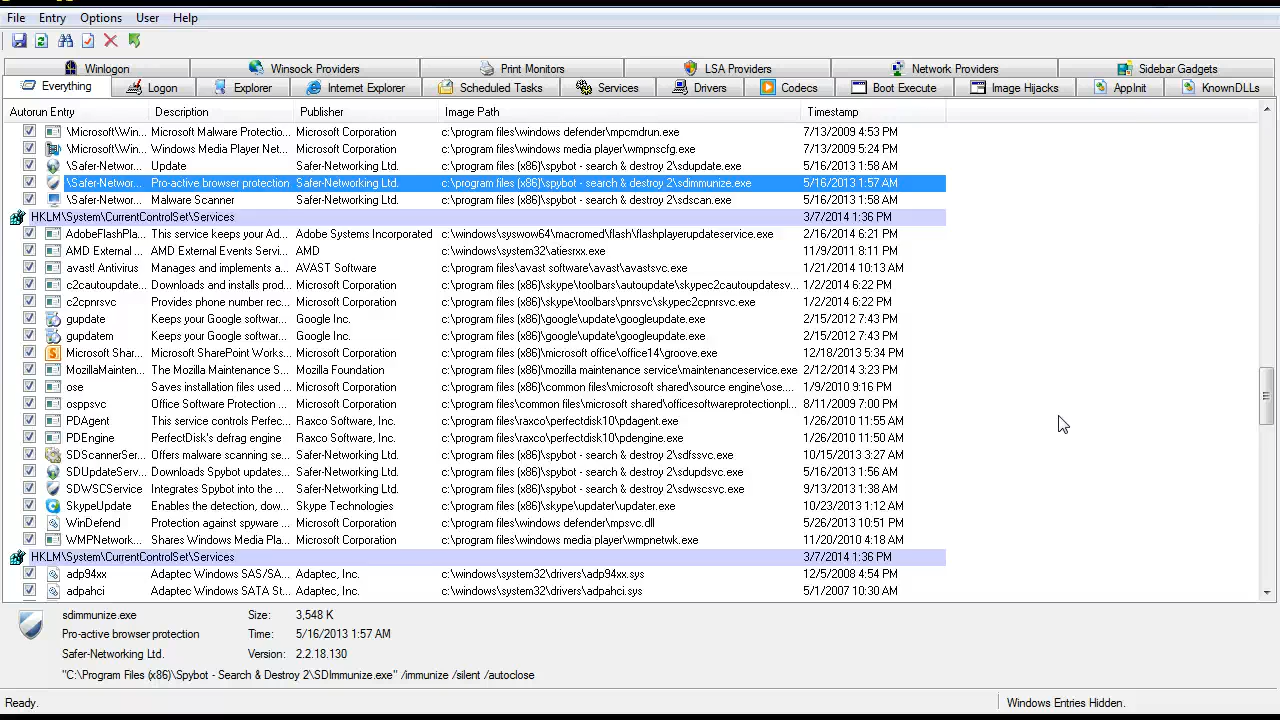 File Entry Options User Help
Winlogon Winsock Providers Print Monitors LSA Providers Network Providers Sidebar Gadgets
Everything Logon Explorer Internet Explorer Scheduled Tasks Services Drivers Codecs Boot Execute Image Hijacks AppInit KnownDLLs
Autorun Entry Description Publisher Image Path Timestamp
\Microsoft\Win... Microsoft Malware Protectio... Microsoft Corporation c:\program files\windows defender\mpcmdrun.exe 7/13/2009 4:53 PM
\Microsoft\Win... Windows Media Player Net... Microsoft Corporation c:\program files\windows media player\wmpnscfg.exe 7/13/2009 5:24 PM
\Safer-Networ... Update Safer-Networking Ltd. c:\program files (x86)\spybot - search & destroy 2\sdupdate.exe 5/16/2013 1:58 AM
\Safer-Networ... Pro-active browser protection Safer-Networking Ltd. c:\program files (x86)\spybot - search & destroy 2\sdimmunize.exe 5/16/2013 1:57 AM
\Safer-Networ... Malware Scanner Safer-Networking Ltd. c:\program files (x86)\spybot - search & destroy 2\sdscan.exe 5/16/2013 1:58 AM
HKLM\System\CurrentControlSet\Services 3/7/2014 1:36 PM
AdobeFlashPla... This service keeps your Ad... Adobe Systems Incorporated c:\windows\syswow64\macromed\flash\flashplayerupdateservice.exe 2/16/2014 6:21 PM
AMD External ... AMD External Events Servi... AMD c:\windows\system32\atiesrxx.exe 11/9/2011 8:11 PM
avast! Antivirus Manages and implements a... AVAST Software c:\program files\avast software\avast\avastsvc.exe 1/21/2014 10:13 AM
c2cautoupdate... Downloads and installs prod... Microsoft Corporation c:\program files (x86)\skype\toolbars\autoupdate\skypec2cautoupdatesv... 1/2/2014 6:22 PM
c2cpnrsvc Provides phone number rec... Microsoft Corporation c:\program files (x86)\skype\toolbars\pnrsvc\skypec2cpnrsvc.exe 1/2/2014 6:22 PM
gupdate Keeps your Google softwar... Google Inc. c:\program files (x86)\google\update\googleupdate.exe 2/15/2012 7:43 PM
gupdatem Keeps your Google softwar... Google Inc. c:\program files (x86)\google\update\googleupdate.exe 2/15/2012 7:43 PM
Microsoft Shar... Microsoft SharePoint Works... Microsoft Corporation c:\program files (x86)\microsoft office\office14\groove.exe 12/18/2013 5:34 PM
MozillaMainten... The Mozilla Maintenance S... Mozilla Foundation c:\program files (x86)\mozilla maintenance service\maintenanceservice.exe 2/12/2014 3:23 PM
ose Saves installation files used ... Microsoft Corporation c:\program files (x86)\common files\microsoft shared\source engine\ose.... 1/9/2010 9:16 PM
osppsvc Office Software Protection ... Microsoft Corporation c:\program files\common files\microsoft shared\officesoftwareprotectionpl... 8/11/2009 7:00 PM
PDAgent This service controls Perfec... Raxco Software, Inc. c:\program files\raxco\perfectdisk10\pdagent.exe 1/26/2010 11:55 AM
PDEngine PerfectDisk's defrag engine Raxco Software, Inc. c:\program files\raxco\perfectdisk10\pdengine.exe 1/26/2010 11:50 AM
SDScannerSer... Offers malware scanning se... Safer-Networking Ltd. c:\program files (x86)\spybot - search & destroy 2\sdfssvc.exe 10/15/2013 3:27 AM
SDUpdateServ... Downloads Spybot updates... Safer-Networking Ltd. c:\program files (x86)\spybot - search & destroy 2\sdupdsvc.exe 5/16/2013 1:56 AM
SDWSCService Integrates Spybot into the ... Safer-Networking Ltd. c:\program files (x86)\spybot - search & destroy 2\sdwscsvc.exe 9/13/2013 1:38 AM
SkypeUpdate Enables the detection, dow... Skype Technologies c:\program files (x86)\skype\updater\updater.exe 10/23/2013 1:12 AM
WinDefend Protection against spyware ... Microsoft Corporation c:\program files\windows defender\mpsvc.dll 5/26/2013 10:51 PM
WMPNetwork... Shares Windows Media Pla... Microsoft Corporation c:\program files\windows media player\wmpnetwk.exe 11/20/2010 4:18 AM
HKLM\System\CurrentControlSet\Services 3/7/2014 1:36 PM
adp94xx Adaptec Windows SAS/SA... Adaptec, Inc. c:\windows\system32\drivers\adp94xx.sys 12/5/2008 4:54 PM
adpahci Adaptec Windows SATA St... Adaptec, Inc. c:\windows\system32\drivers\adpahci.sys 5/1/2007 10:30 AM
sdimmunize.exe Size: 3,548 K
Pro-active browser protection Time: 5/16/2013 1:57 AM
Safer-Networking Ltd. Version: 2.2.18.130
"C:\Program Files (x86)\Spybot - Search & Destroy 2\SDImmunize.exe" /immunize /silent /autoclose
Ready. Windows Entries Hidden.